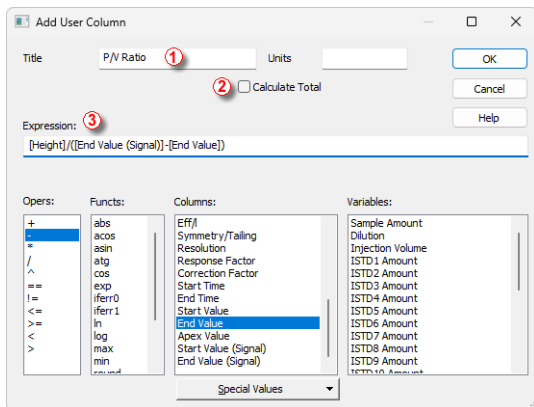 Add User Column
Title P/V Ratio 1 Units OK
2 Calculate Total Cancel
Expression: 3 Help
[Height]/([End Value (Signal)]-[End Value])
Opers: Functs: Columns: Variables:
+
-
*
/
^
==
!=
<=
>=
<
>
abs
acos
asin
atg
cos
exp
iferr0
iferr1
ln
log
max
min
round
Eff/l
Symmetry/Tailing
Resolution
Response Factor
Correction Factor
Start Time
End Time
Start Value
End Value
Apex Value
Start Value (Signal)
End Value (Signal)
Sample Amount
Dilution
Injection Volume
ISTD1 Amount
ISTD2 Amount
ISTD3 Amount
ISTD4 Amount
ISTD5 Amount
ISTD6 Amount
ISTD7 Amount
ISTD8 Amount
ISTD9 Amount
ISTD10 Amount
Special Values